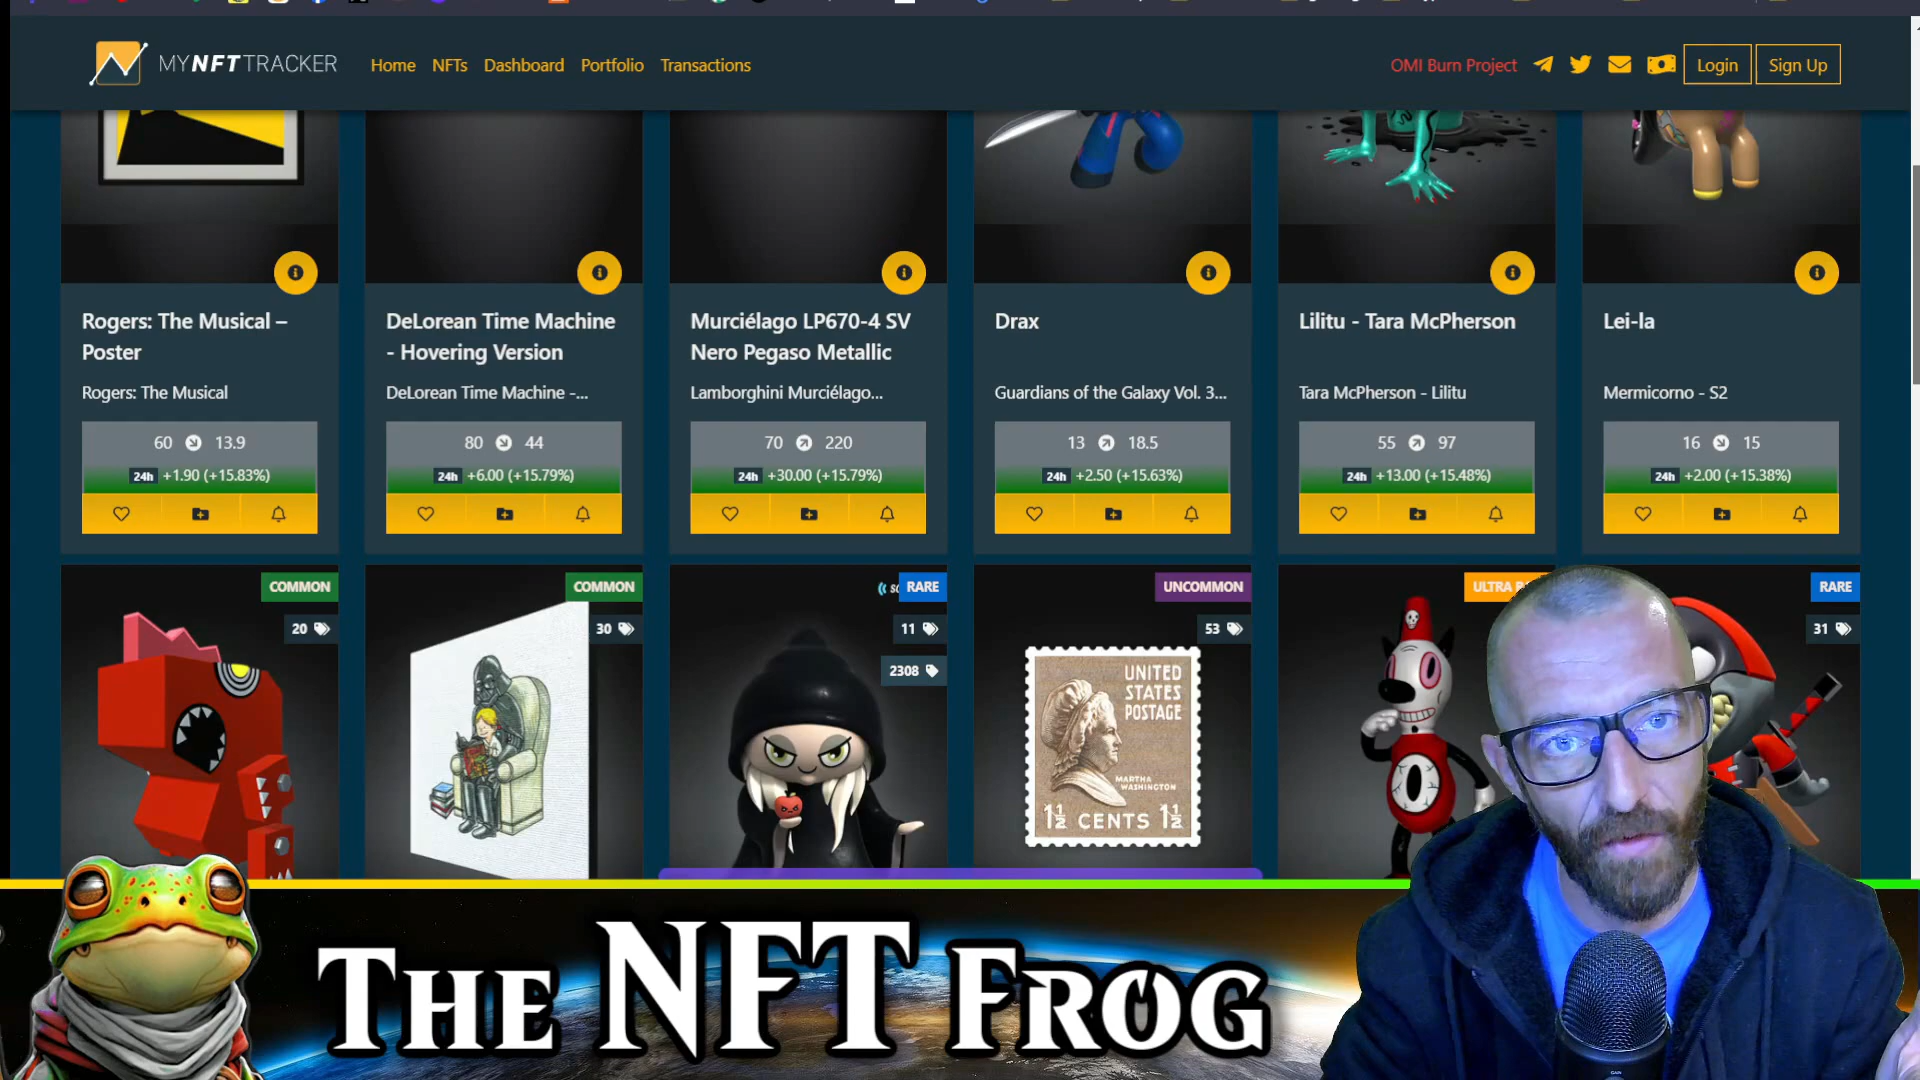 MYNFTTRACKER
Home NFTs Dashboard Portfolio Transactions
OMI Burn Project
Login
Sign Up
Rogers: The Musical –
Poster
Rogers: The Musical
60 13.9
24h +1.90 (+15.83%)
DeLorean Time Machine
- Hovering Version
DeLorean Time Machine -...
80 44
24h +6.00 (+15.79%)
Murciélago LP670-4 SV
Nero Pegaso Metallic
Lamborghini Murciélago...
70 220
24h +30.00 (+15.79%)
Drax
Guardians of the Galaxy Vol. 3...
13 18.5
24h +2.50 (+15.63%)
Lilitu - Tara McPherson
Tara McPherson - Lilitu
55 97
24h +13.00 (+15.48%)
Lei-la
Mermicorno - S2
16 15
24h +2.00 (+15.38%)
COMMON
20
COMMON
30
RARE
11
2308
UNCOMMON
53
UNITED
STATES
POSTAGE
MARTHA
WASHINGTON
1½ CENTS 1½
ULTRA
RARE
31
THE NFT FROG